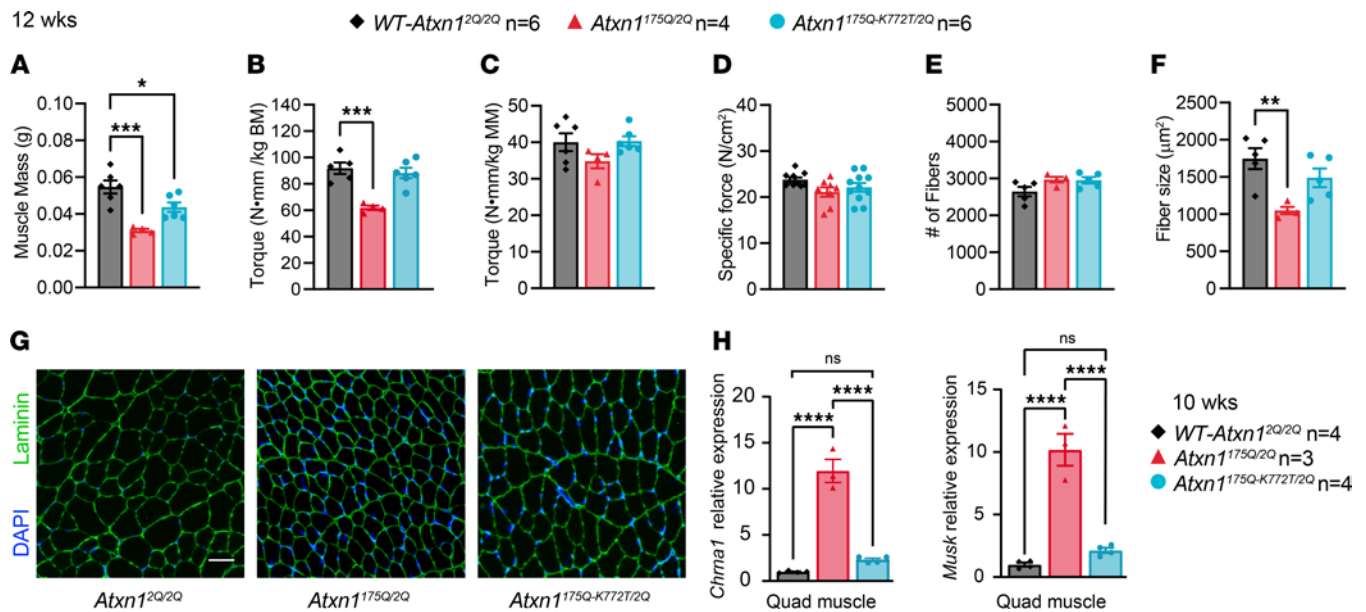 12 wks
WT-Atxn1^2Q/2Q n=6
Atxn1^175Q/2Q n=4
Atxn1^175Q-K772T/2Q n=6
A
Muscle Mass (g)
0.10
0.08
0.06
0.04
0.02
0.00
***
*
B
Torque (N•mm /kg BM)
140
120
100
80
60
40
20
0
***
C
Torque (N•mm/kg MM)
60
50
40
30
20
10
0
D
Specific force (N/cm²)
40
30
20
10
0
E
# of Fibers
5000
4000
3000
2000
1000
0
F
Fiber size (µm²)
2500
2000
1500
1000
500
0
**
G
Laminin
DAPI
Atxn1^2Q/2Q
Atxn1^175Q/2Q
Atxn1^175Q-K772T/2Q
H
Chrna1 relative expression
20
15
10
5
0
ns
****
****
Quad muscle
Musk relative expression
15
10
5
0
ns
****
****
Quad muscle
10 wks
WT-Atxn1^2Q/2Q n=4
Atxn1^175Q/2Q n=3
Atxn1^175Q-K772T/2Q n=4